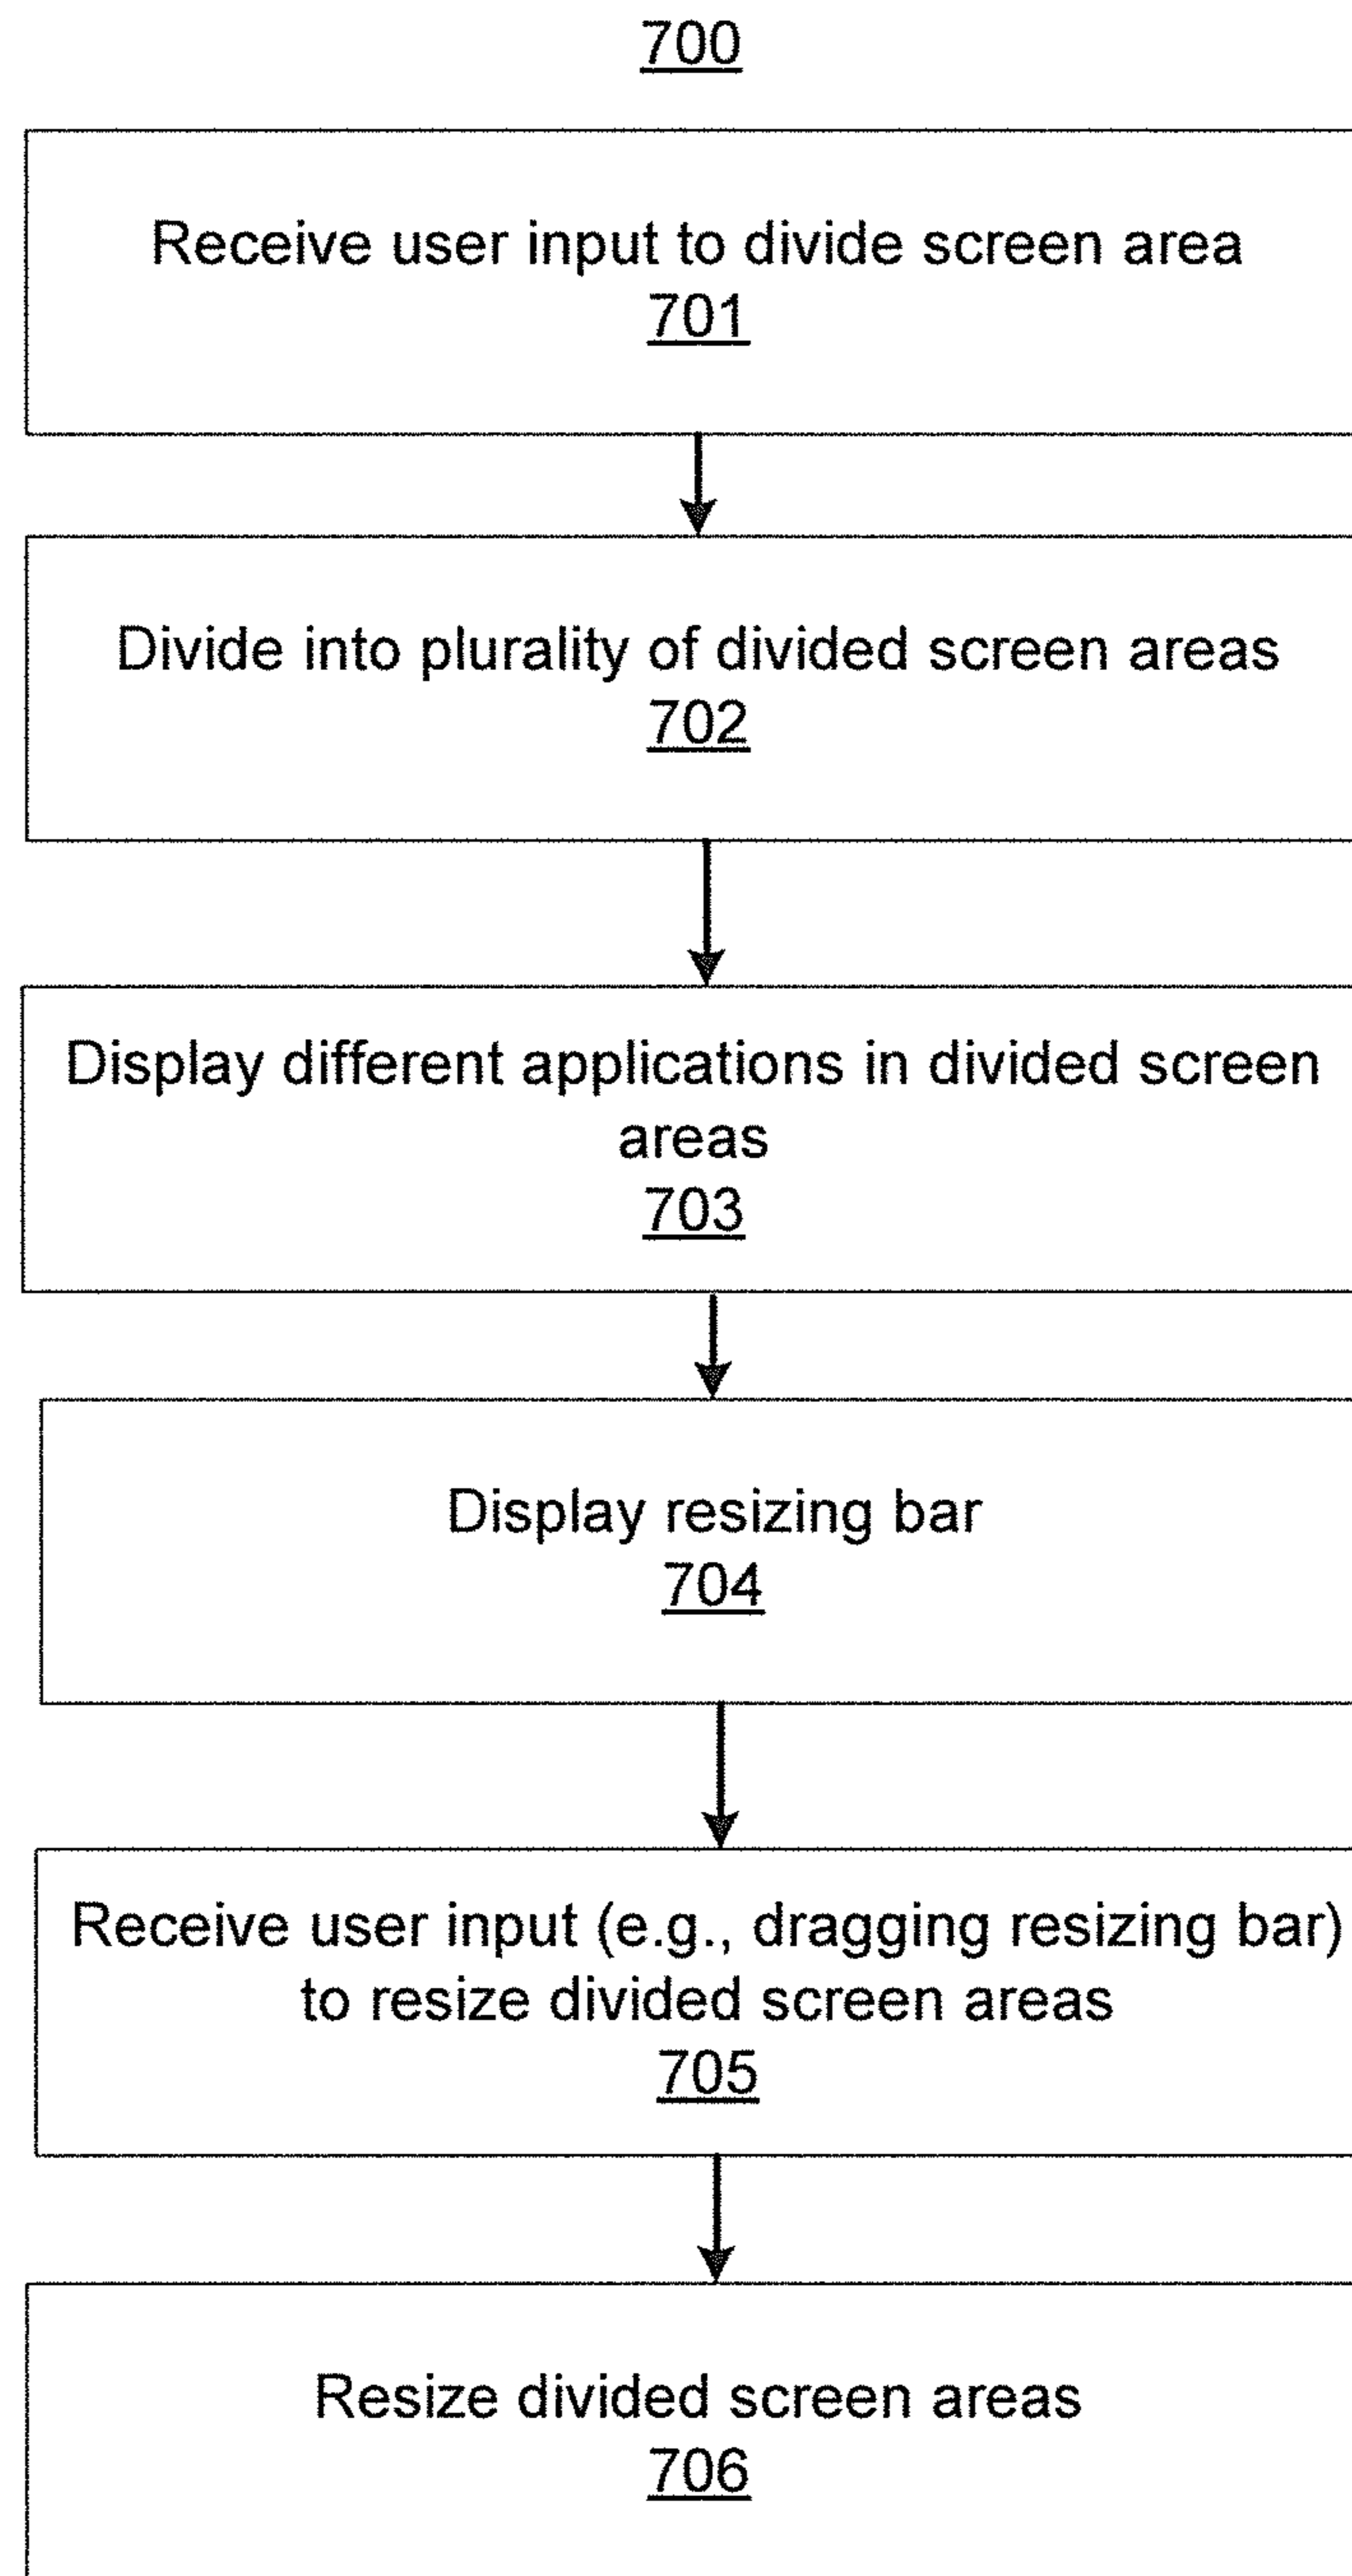 700
Receive user input to divide screen area
701
Divide into plurality of divided screen areas
702
Display different applications in divided screen
areas
703
Display resizing bar
704
Receive user input (e.g., dragging resizing bar)
to resize divided screen areas
705
Resize divided screen areas
706